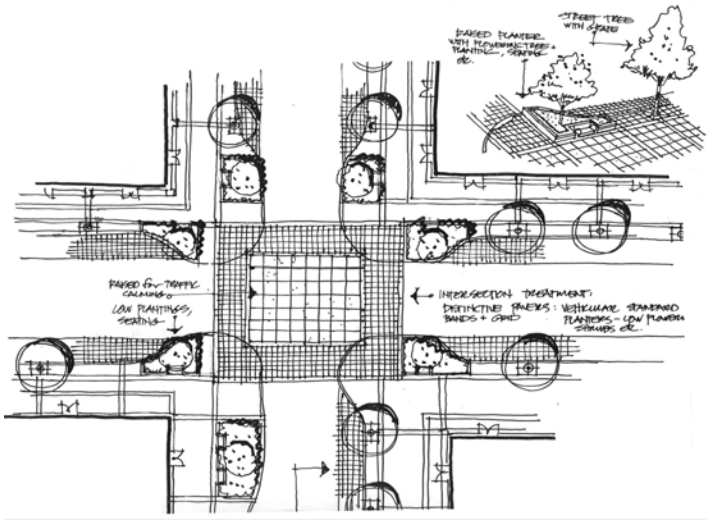 STREET TREE
WITH GRATE
RAISED PLANTER
WITH FLOWERING TREE +
PLANTING, SEATING
etc.
RAISED for TRAFFIC
CALMING.
LOW PLANTINGS,
SEATING
INTERSECTION TREATMENT:
DISTINCTIVE PAVERS: VEHICULAR STANDARD
BANDS + GRID
PLANTERS - LOW FLOWER
SHRUBS etc.